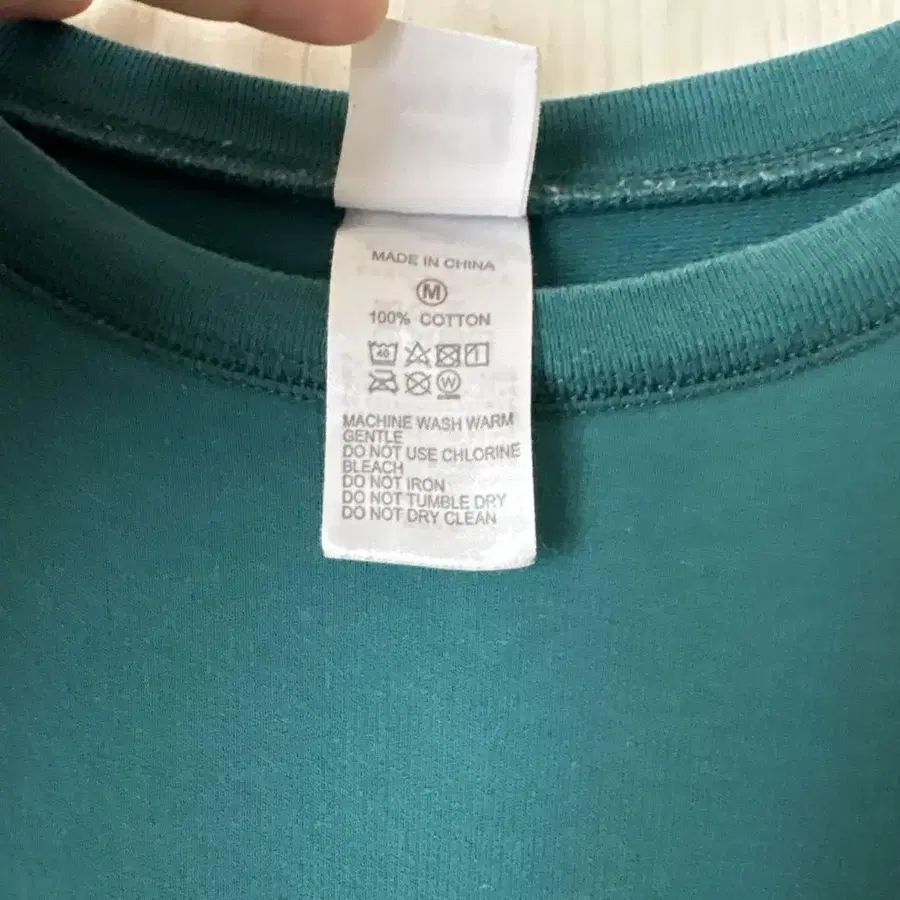 MADE IN CHINA
M
100% COTTON
40
W
MACHINE WASH WARM
GENTLE
DO NOT USE CHLORINE
BLEACH
DO NOT IRON
DO NOT TUMBLE DRY
DO NOT DRY CLEAN